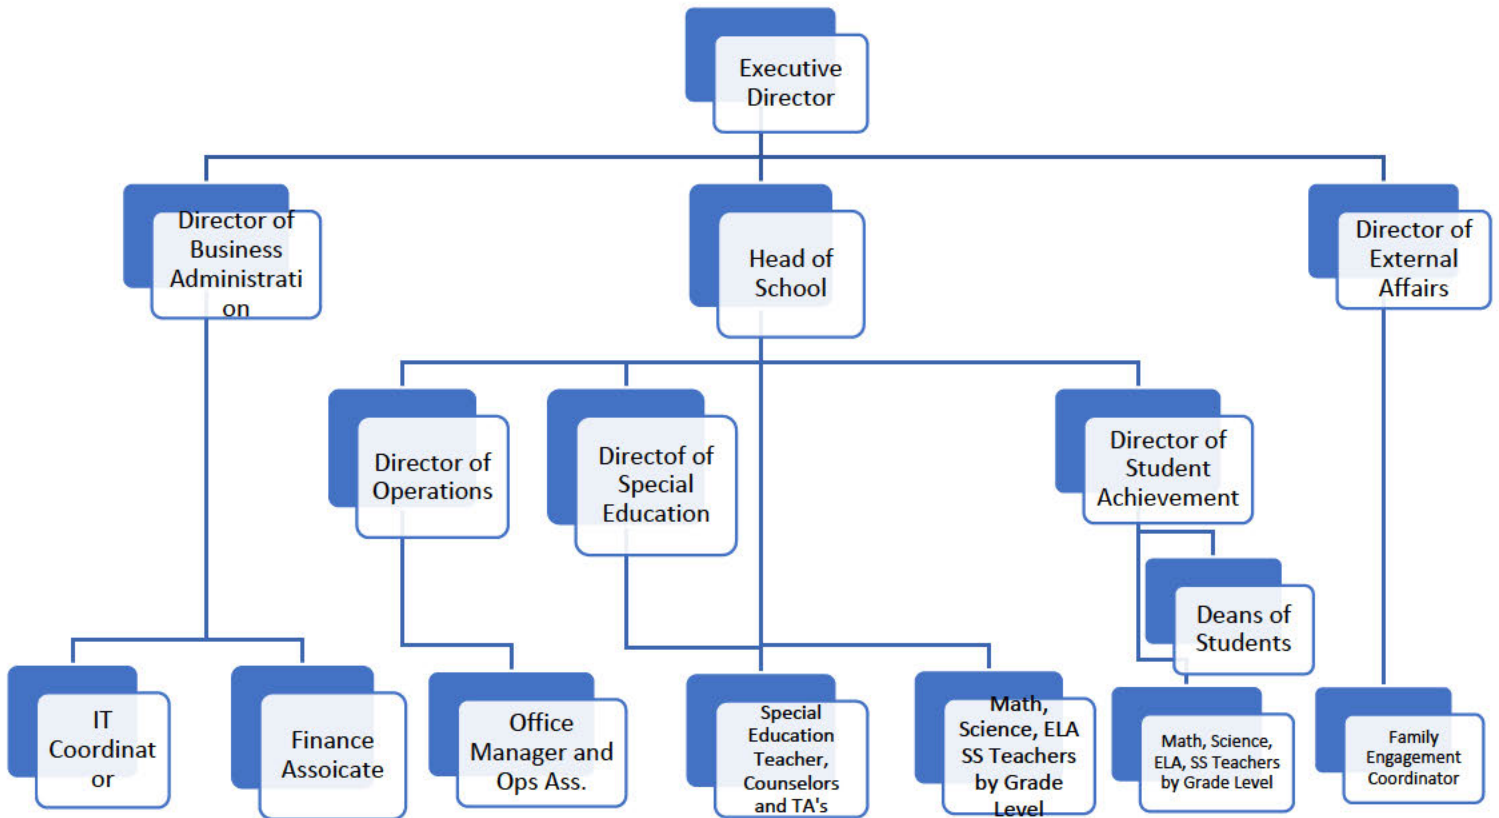 Executive
Director
Director of
Business
Administrati
on
Head of
School
Director of
External
Affairs
Director of
Operations
Directof of
Special
Education
Director of
Student
Achievement
Deans of
Students
IT
Coordinat
or
Finance
Assoicate
Office
Manager and
Ops Ass.
Special
Education
Teacher,
Counselors
and TA's
Math,
Science, ELA
SS Teachers
by Grade
Level
Math, Science,
ELA, SS Teachers
by Grade Level
Family
Engagement
Coordinator